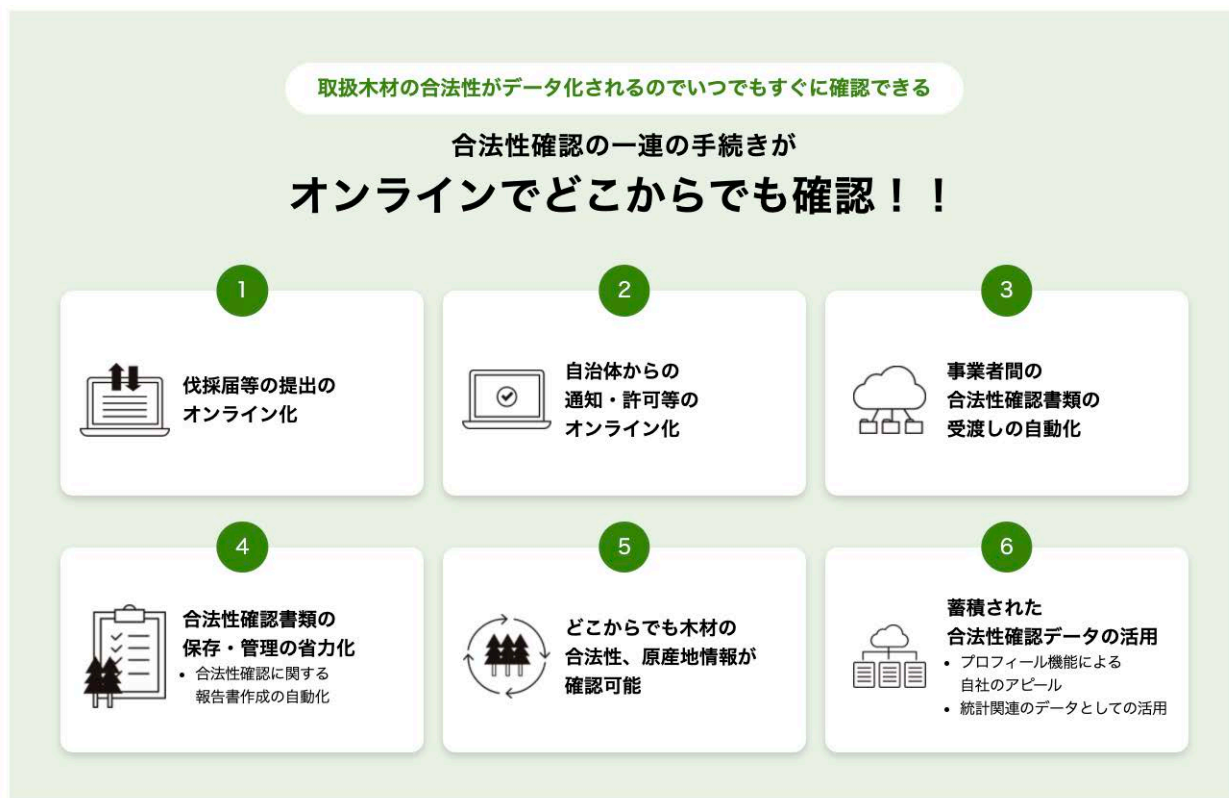 取扱木材の合法性がデータ化されるのでいつでもすぐに確認できる
合法性確認の一連の手続きが
オンラインでどこからでも確認！！
1
伐採届等の提出の
オンライン化
2
自治体からの
通知・許可等の
オンライン化
3
事業者間の
合法性確認書類の
受渡しの自動化
4
合法性確認書類の
保存・管理の省力化
• 合法性確認に関する
報告書作成の自動化
5
どこからでも木材の
合法性、原産地情報が
確認可能
6
蓄積された
合法性確認データの活用
• プロフィール機能による
自社のアピール
• 統計関連のデータとしての活用